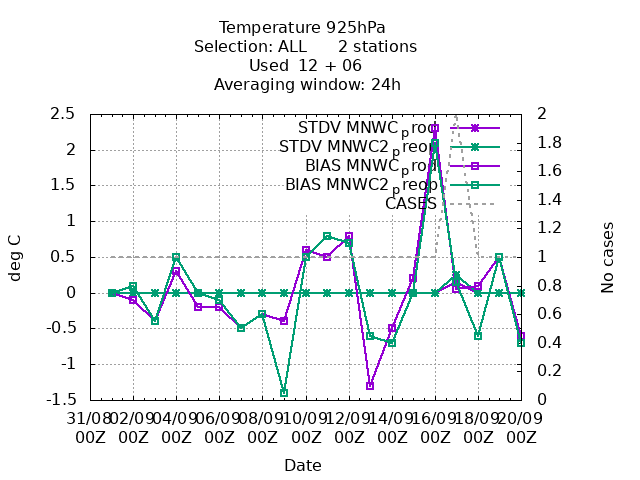 Temperature 925hPa
Selection: ALL 2 stations
Used 12 + 06
Averaging window: 24h
STDV MNWC_prod
STDV MNWC2_preop
BIAS MNWC_prod
BIAS MNWC2_preop
CASES
2.5
2
1.5
1
0.5
0
-0.5
-1
-1.5
deg C
2
1.8
1.6
1.4
1.2
1
0.8
0.6
0.4
0.2
0
No cases
31/08 02/09 04/09 06/09 08/09 10/09 12/09 14/09 16/09 18/09 20/09
00Z 00Z 00Z 00Z 00Z 00Z 00Z 00Z 00Z 00Z 00Z
Date